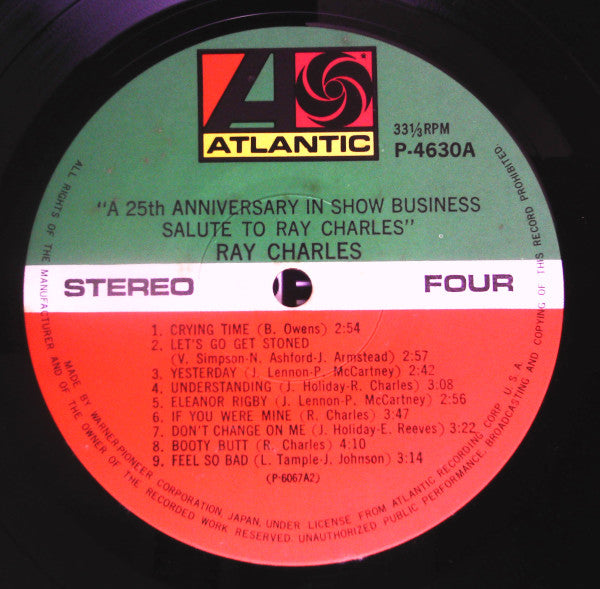 ATLANTIC
33⅓RPM
P-4630A
"A 25th ANNIVERSARY IN SHOW BUSINESS
SALUTE TO RAY CHARLES"
RAY CHARLES
STEREO
FOUR
1. CRYING TIME (B. Owens) 2:54
2. LET'S GO GET STONED
(V. Simpson-N. Ashford-J. Armstead) 2:57
3. YESTERDAY (J. Lennon-P. McCartney) 2:42
4. UNDERSTANDING (J. Holiday-R. Charles) 3:08
5. ELEANOR RIGBY (J. Lennon-P. McCartney) 2:56
6. IF YOU WERE MINE (R. Charles) 3:47
7. DON'T CHANGE ON ME (J. Holiday-E. Reeves) 3:22
8. BOOTY BUTT (R. Charles) 4:10
9. FEEL SO BAD (L. Tample-J. Johnson) 3:14
(P-6067A2)
MADE BY WARNER-PIONEER CORPORATION, JAPAN, UNDER LICENSE FROM ATLANTIC RECORDING CORP. U.S.A.
ALL RIGHTS OF THE MANUFACTURER AND OF THE OWNER OF THE RECORDED WORK RESERVED. UNAUTHORIZED PUBLIC PERFORMANCE, BROADCASTING AND COPYING OF THIS RECORD PROHIBITED